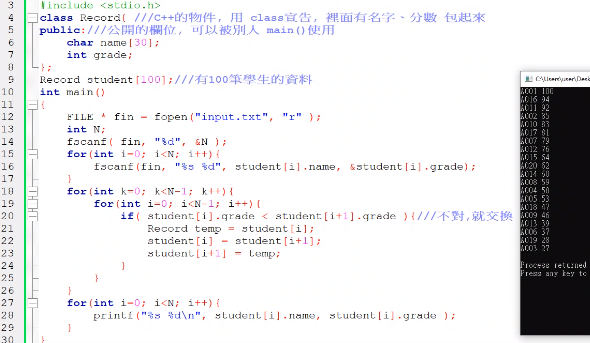 3 #include <stdio.h>
4 class Record{ ///C++的物件, 用 class宣告, 裡面有名字、分數 包起來
5 public:///公開的欄位, 可以被別人 main()使用
6 char name[30];
7 int grade;
8 };
9 Record student[100];///有100筆學生的資料
10 int main()
11 {
12 FILE * fin = fopen("input.txt", "r" );
13 int N;
14 fscanf( fin, "%d", &N );
15 for(int i=0; i<N; i++){
16 fscanf(fin, "%s %d", student[i].name, &student[i].grade);
17 }
18 for(int k=0; k<N-1; k++){
19 for(int i=0; i<N-1; i++){
20 if( student[i].grade < student[i+1].grade ){///不對,就交換
21 Record temp = student[i];
22 student[i] = student[i+1];
23 student[i+1] = temp;
24 }
25 }
26 }
27 for(int i=0; i<N; i++){
28 printf("%s %d\n", student[i].name, student[i].grade );
29 }
30 }
C:\Users\user\Desk
A001 100
A016 94
A011 92
A002 85
A010 83
A017 81
A007 79
A012 76
A015 64
A020 62
A014 60
A008 59
A004 50
A005 53
A018 47
A009 46
A013 39
A006 37
A019 28
A003 27
Process returned
Press any key to